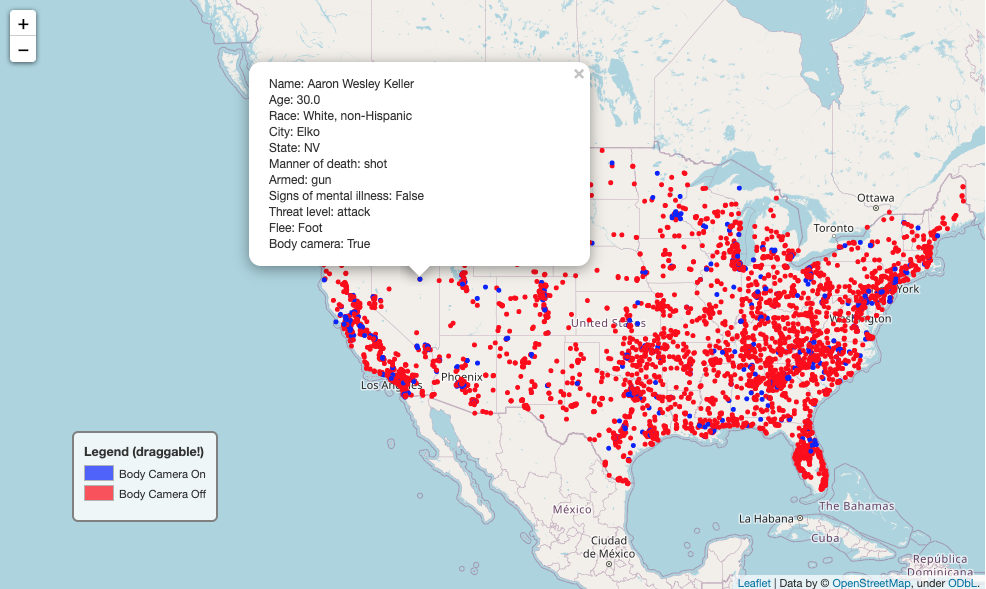 +
−
×
Name: Aaron Wesley Keller
Age: 30.0
Race: White, non-Hispanic
City: Elko
State: NV
Manner of death: shot
Armed: gun
Signs of mental illness: False
Threat level: attack
Flee: Foot
Body camera: True
Ottawa
Toronto
York
Washington
United States
Los Angeles
Phoenix
Legend (draggable!)
Body Camera On
Body Camera Off
The Bahamas
La Habana
Cuba
México
Ciudad
de México
República
Dominicana
Leaflet | Data by © OpenStreetMap, under ODbL.